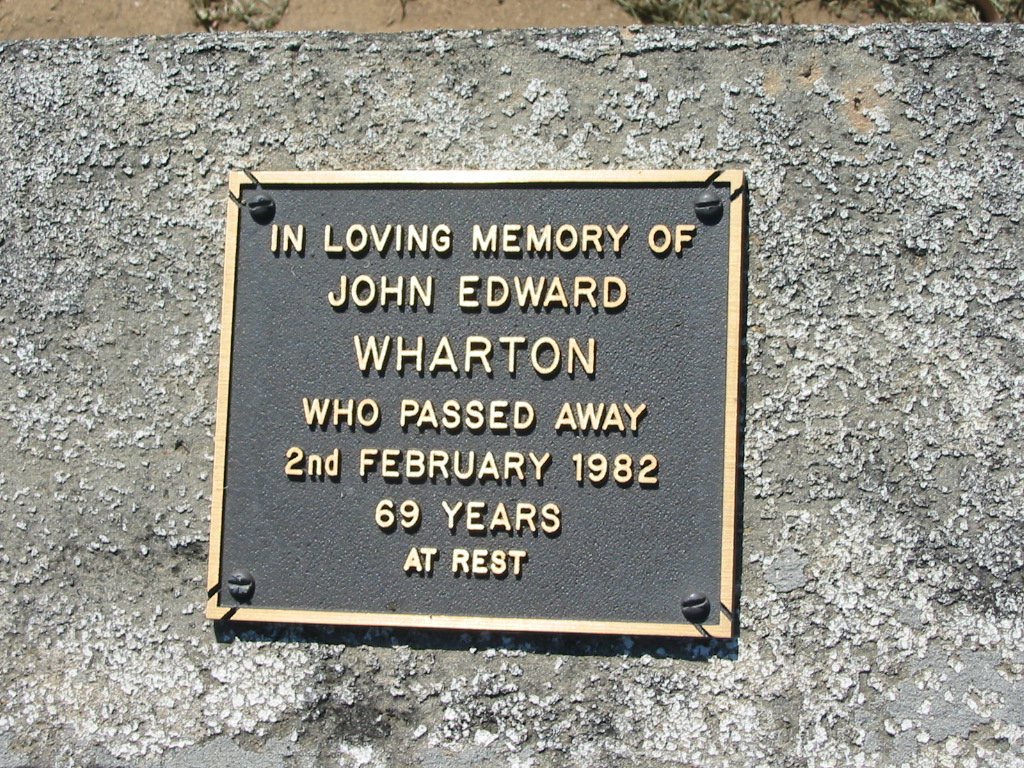 IN LOVING MEMORY OF
JOHN EDWARD
WHARTON
WHO PASSED AWAY
2nd FEBRUARY 1982
69 YEARS
AT REST